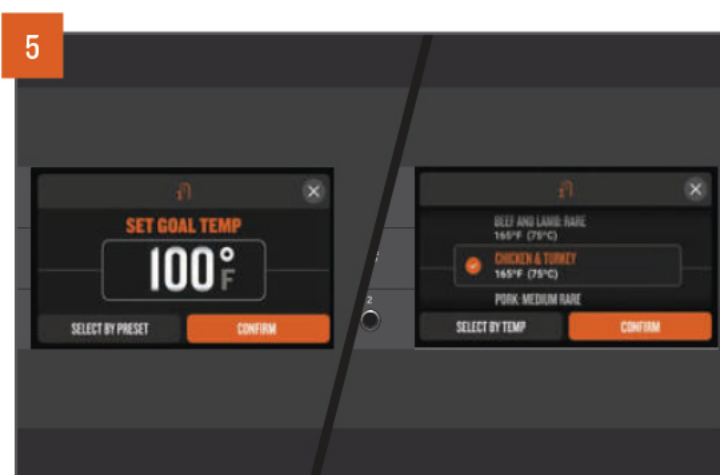 5
SET GOAL TEMP
100°F
SELECT BY PRESET
CONFIRM
2
BEEF AND LAMB: RARE
165°F (75°C)
CHICKEN & TURKEY
165°F (75°C)
PORK: MEDIUM RARE
SELECT BY TEMP
CONFIRM